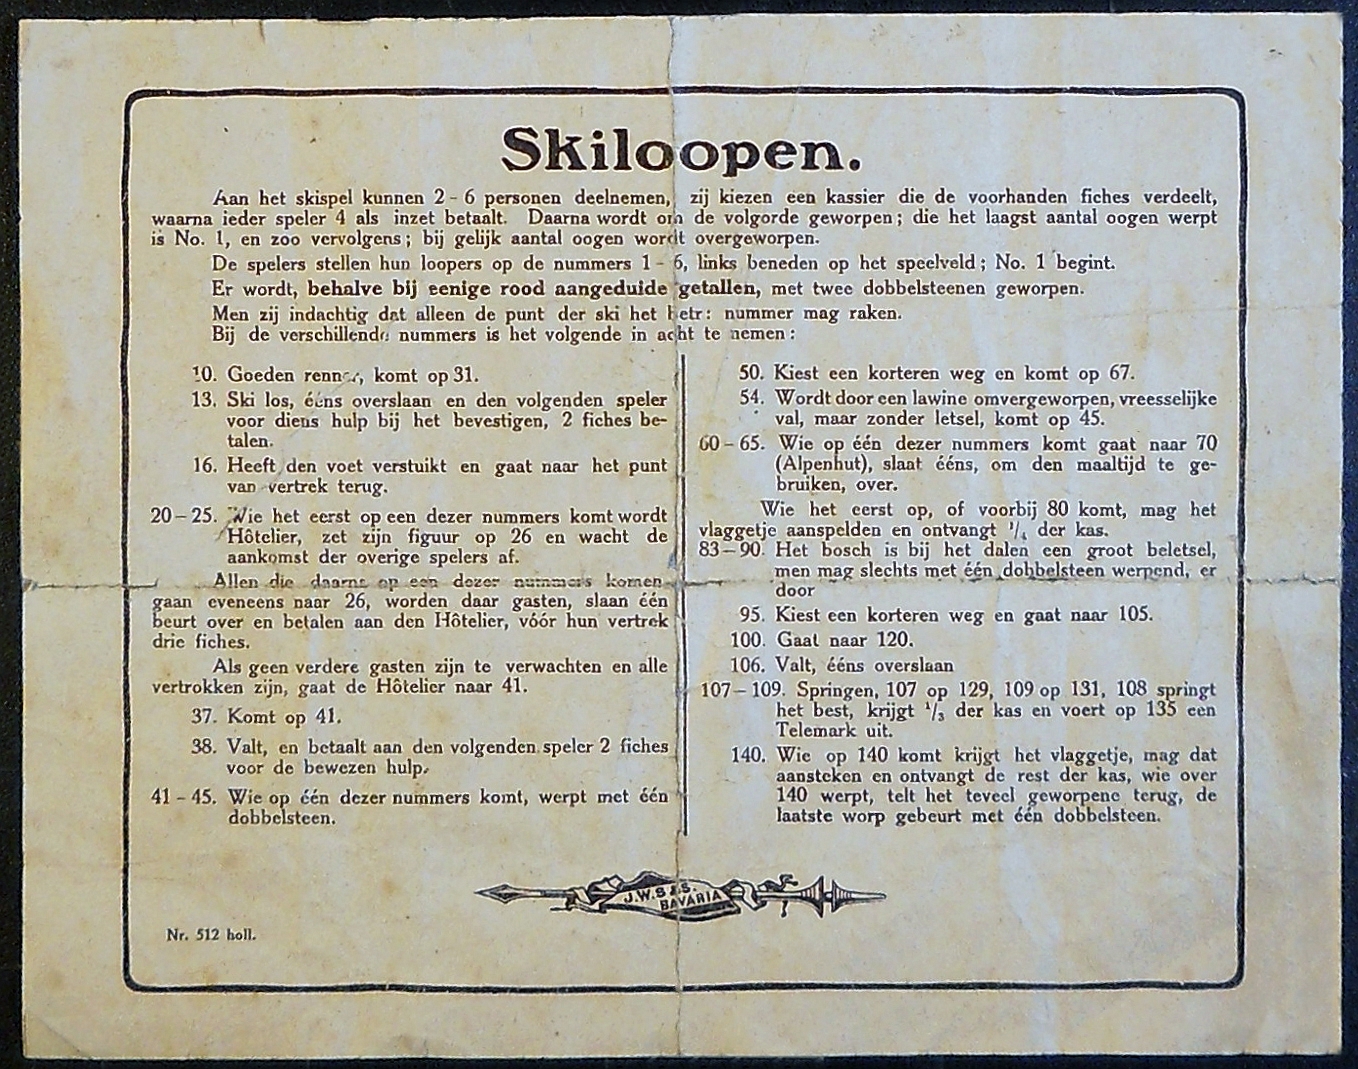 Skiloopen.
Aan het skispel kunnen 2 - 6 personen deelnemen, zij kiezen een kassier die de voorhanden fiches verdeelt,
waarna ieder speler 4 als inzet betaalt. Daarna wordt om de volgorde geworpen; die het laagst aantal oogen werpt
is No. 1, en zoo vervolgens; bij gelijk aantal oogen wordt overgeworpen.
De spelers stellen hun loopers op de nummers 1 - 6, links beneden op het speelveld; No. 1 begint.
Er wordt, behalve bij eenige rood aangeduide getallen, met twee dobbelsteenen geworpen.
Men zij indachtig dat alleen de punt der ski het betr: nummer mag raken.
Bij de verschillende nummers is het volgende in acht te nemen:
10. Goeden renner, komt op 31.
13. Ski los, ééns overslaan en den volgenden speler
voor diens hulp bij het bevestigen, 2 fiches be-
talen.
16. Heeft den voet verstuikt en gaat naar het punt
van vertrek terug.
20 - 25. Wie het eerst op een dezer nummers komt wordt
Hôtelier, zet zijn figuur op 26 en wacht de
aankomst der overige spelers af.
Allen die daarna op een dezer nummers komen
gaan eveneens naar 26, worden daar gasten, slaan één
beurt over en betalen aan den Hôtelier, vóór hun vertrek
drie fiches.
Als geen verdere gasten zijn te verwachten en alle
vertrokken zijn, gaat de Hôtelier naar 41.
37. Komt op 41.
38. Valt, en betaalt aan den volgenden speler 2 fiches
voor de bewezen hulp.
41 - 45. Wie op één dezer nummers komt, werpt met één
dobbelsteen.
50. Kiest een korteren weg en komt op 67.
54. Wordt door een lawine omvergeworpen, vreesselijke
val, maar zonder letsel, komt op 45.
60 - 65. Wie op één dezer nummers komt gaat naar 70
(Alpenhut), slaat ééns, om den maaltijd te ge-
bruiken, over.
Wie het eerst op, of voorbij 80 komt, mag het
vlaggetje aanspelden en ontvangt 1/4 der kas.
83 - 90. Het bosch is bij het dalen een groot beletsel,
men mag slechts met één dobbelsteen werpend, er
door
95. Kiest een korteren weg en gaat naar 105.
100. Gaat naar 120.
106. Valt, ééns overslaan
107 - 109. Springen, 107 op 129, 109 op 131, 108 springt
het best, krijgt 1/3 der kas en voert op 135 een
Telemark uit.
140. Wie op 140 komt krijgt het vlaggetje, mag dat
aansteken en ontvangt de rest der kas, wie over
140 werpt, telt het teveel geworpene terug, de
laatste worp gebeurt met één dobbelsteen.
J.W.S & S.
BAVARIA
Nr. 512 holl.